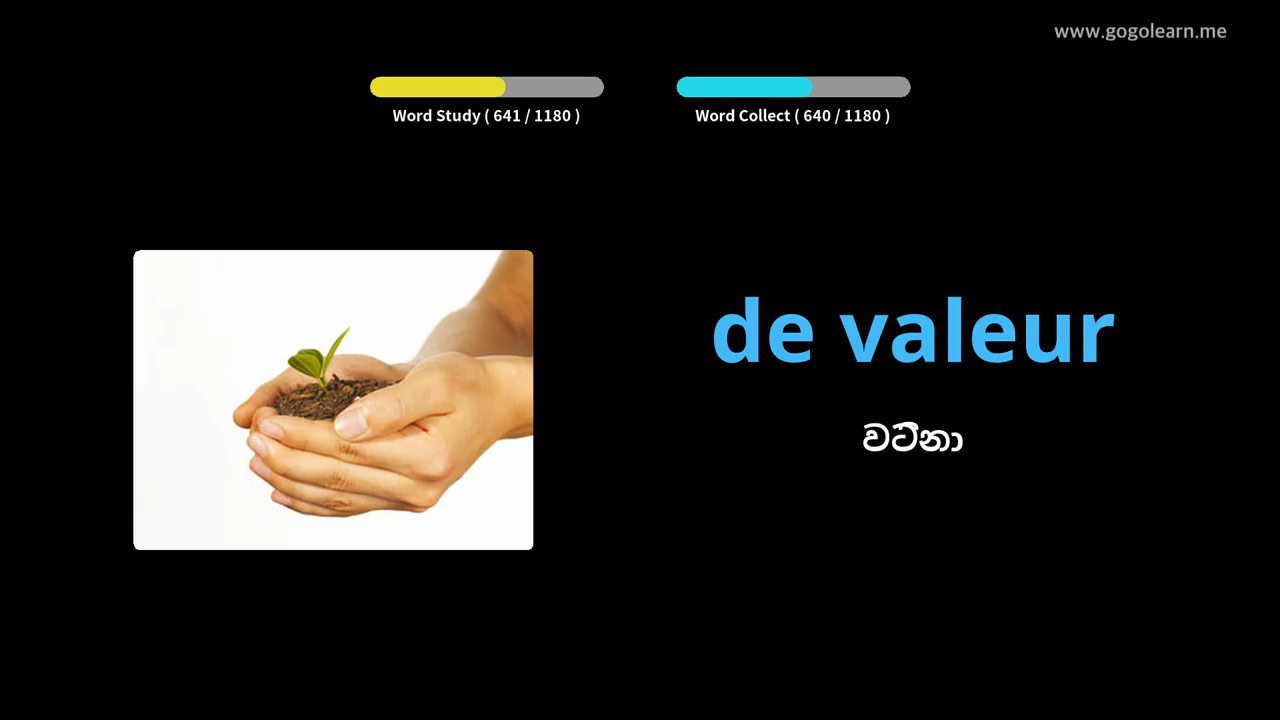 www.gogolearn.me
Word Study ( 641 / 1180 )
Word Collect ( 640 / 1180 )
de valeur
වටිනා